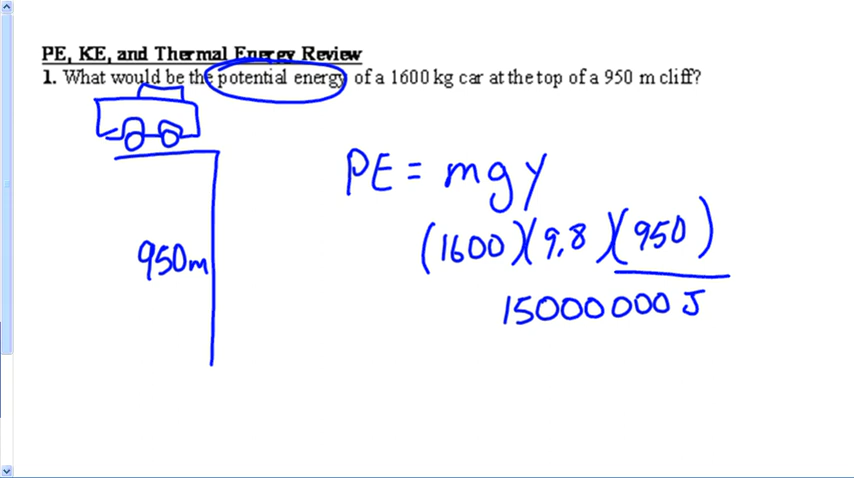 PE, KE, and Thermal Energy Review
1. What would be the potential energy of a 1600 kg car at the top of a 950 m cliff?
PE = mgy
950m
(1600)(9.8)(950)
15000000 J